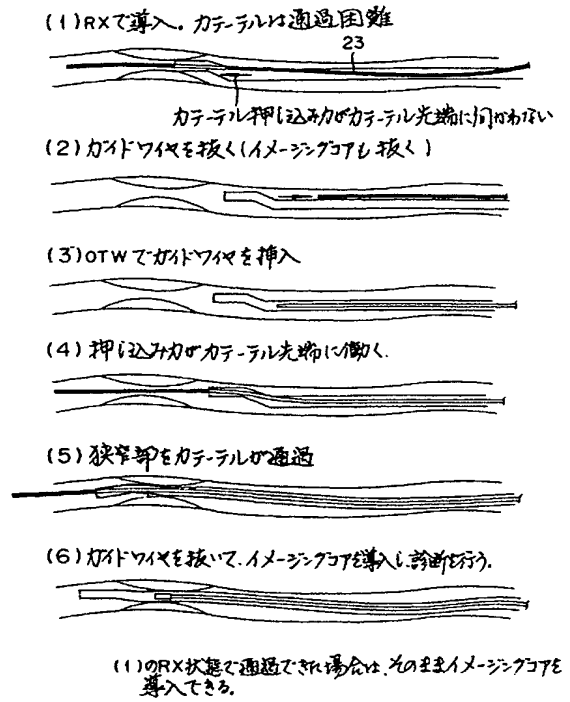 (1)RXで導入。カテーテルは通過困難
23
カテーテル押し込み力がカテーテル先端に向かわない
(2)ガイドワイヤを抜く(イメージングコアも抜く)
(3)OTWでガイドワイヤを挿入
(4)押し込み力がカテーテル先端に働く.
(5)狭窄部をカテーテルが通過
(6)ガイドワイヤを抜いて、イメージングコアを導入し、診断を行う.
(1)のRX状態で通過できた場合は、そのままイメージングコアを
導入できる。